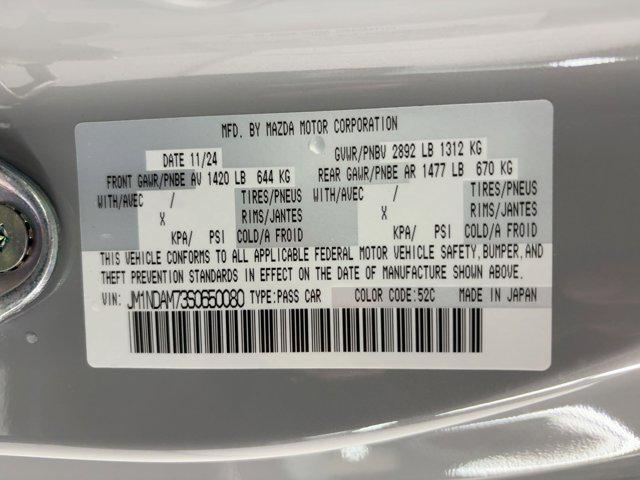 MFD. BY MAZDA MOTOR CORPORATION
DATE 11/24 GVWR/PNBV 2892 LB 1312 KG
FRONT GAWR/PNBE AV 1420 LB 644 KG REAR GAWR/PNBE AR 1477 LB 670 KG
WITH/AVEC / TIRES/PNEUS WITH/AVEC / TIRES/PNEUS
X RIMS/JANTES X RIMS/JANTES
KPA/ PSI COLD/A FROID KPA/ PSI COLD/A FROID
THIS VEHICLE CONFORMS TO ALL APPLICABLE FEDERAL MOTOR VEHICLE SAFETY, BUMPER, AND
THEFT PREVENTION STANDARDS IN EFFECT ON THE DATE OF MANUFACTURE SHOWN ABOVE.
VIN: JM1NDAM73S0650080 TYPE:PASS CAR COLOR CODE:52C MADE IN JAPAN